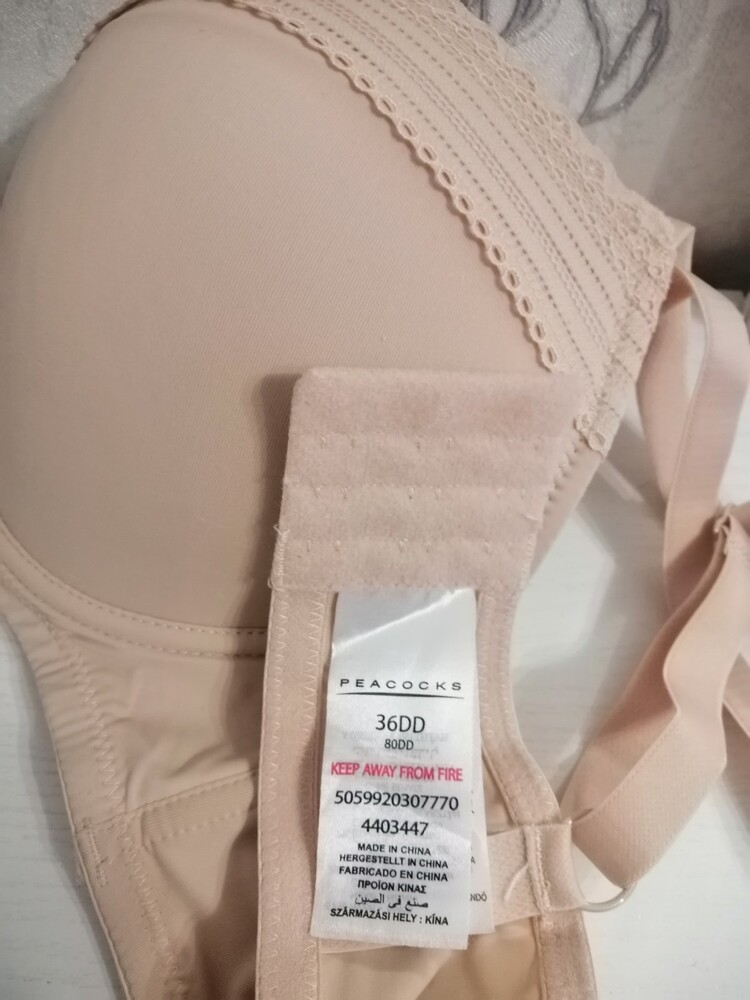 PEACOCKS
36DD
80DD
KEEP AWAY FROM FIRE
5059920307770
4403447
MADE IN CHINA
HERGESTELLT IN CHINA
FABRICADO EN CHINA
ΠΡΟΪΟΝ ΚΙΝΑΣ
صنع في الصين
SZÁRMAZÁSI HELY : KÍNA